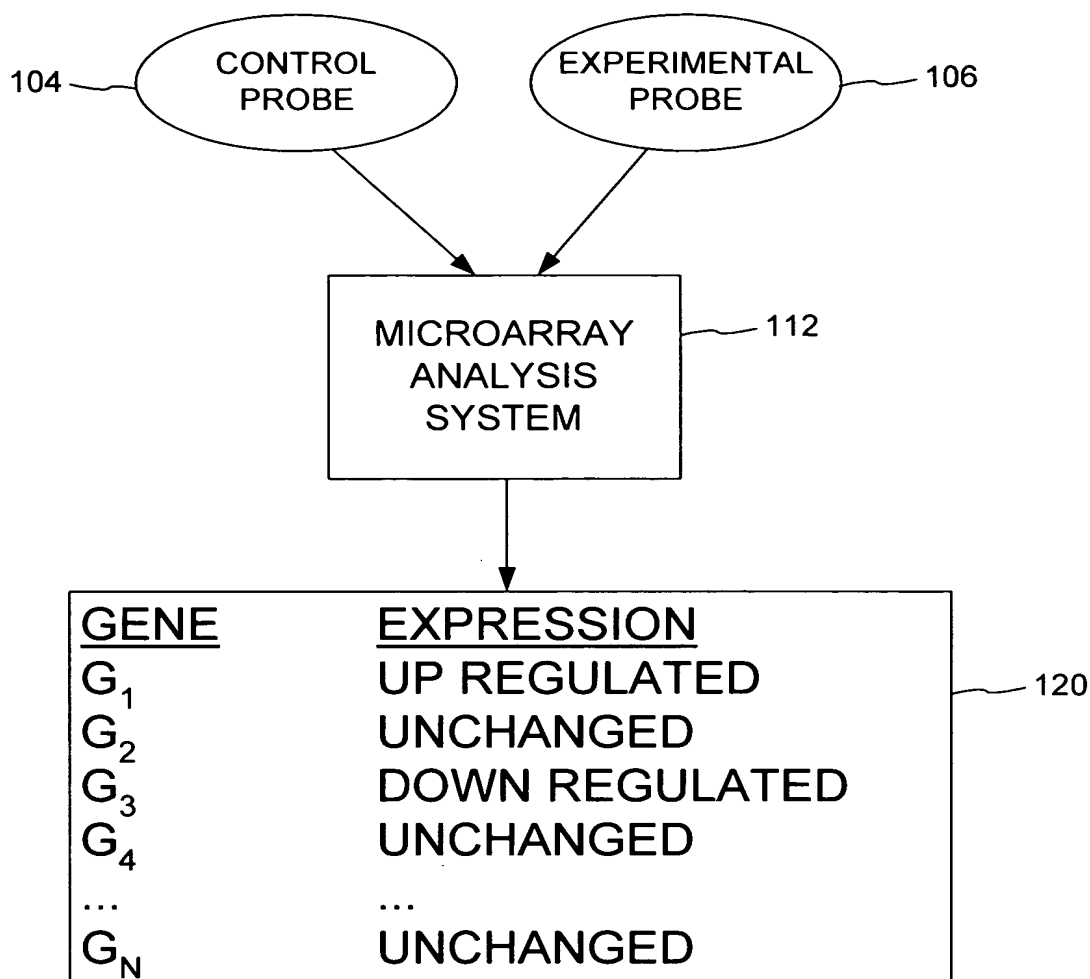 CONTROL
PROBE
104
EXPERIMENTAL
PROBE
106
MICROARRAY
ANALYSIS
SYSTEM
112
GENE EXPRESSION
G₁ UP REGULATED
G₂ UNCHANGED
G₃ DOWN REGULATED
G₄ UNCHANGED
... ...
G_N UNCHANGED
120